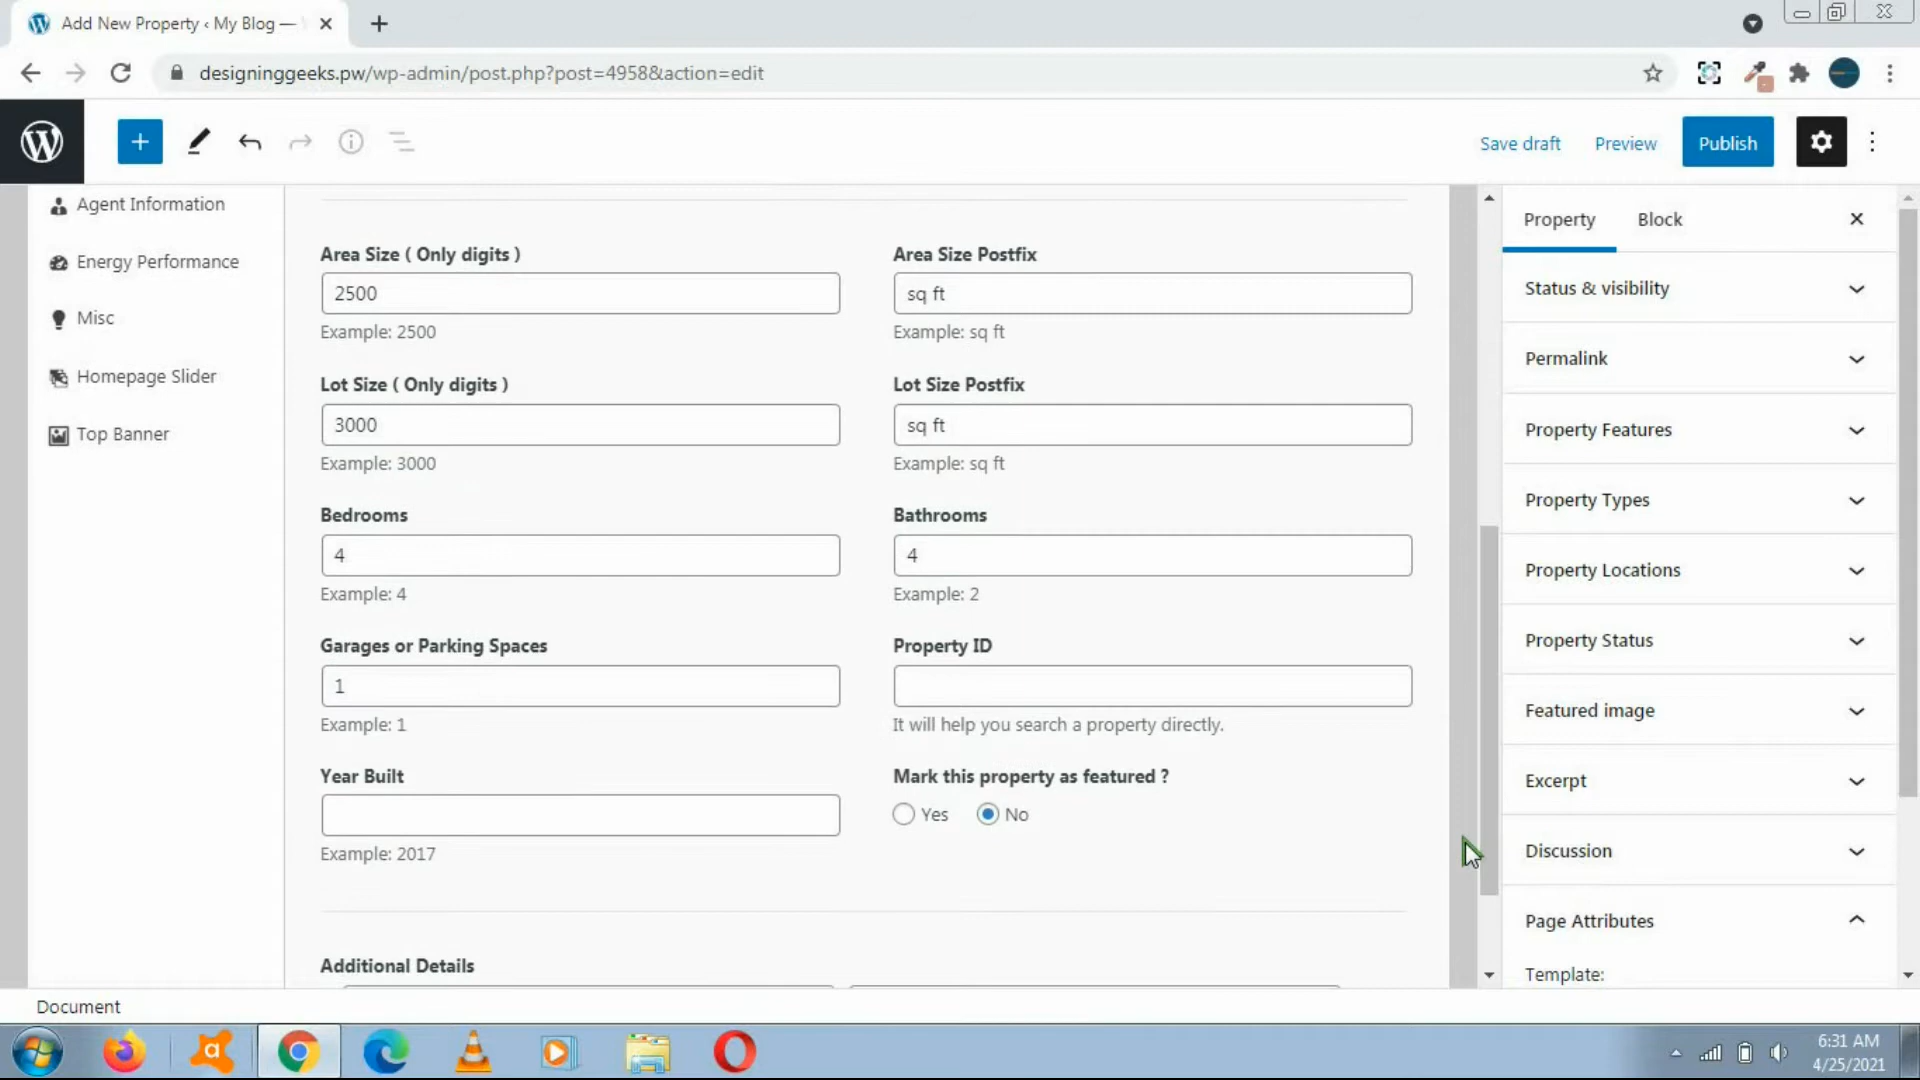 Add New Property ‹ My Blog —
designinggeeks.pw/wp-admin/post.php?post=4958&action=edit
Save draft
Preview
Publish
Agent Information
Energy Performance
Misc
Homepage Slider
Top Banner
Area Size ( Only digits )
2500
Example: 2500
Area Size Postfix
sq ft
Example: sq ft
Lot Size ( Only digits )
3000
Example: 3000
Lot Size Postfix
sq ft
Example: sq ft
Bedrooms
4
Example: 4
Bathrooms
4
Example: 2
Garages or Parking Spaces
1
Example: 1
Property ID
It will help you search a property directly.
Year Built
Example: 2017
Mark this property as featured ?
Yes
No
Additional Details
Property
Block
Status & visibility
Permalink
Property Features
Property Types
Property Locations
Property Status
Featured image
Excerpt
Discussion
Page Attributes
Template:
Document
6:31 AM
4/25/2021